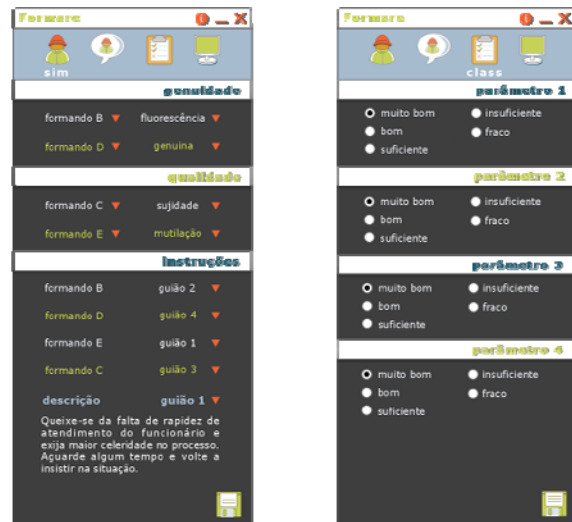 Formare
sim
genuidade
formando B fluorescência
formando D genuina
qualidade
formando C sujidade
formando E mutilação
instruções
formando B guião 2
formando D guião 4
formando E guião 1
formando C guião 3
descrição guião 1
Queixe-se da falta de rapidez de
atendimento do funcionário e
exija maior celeridade no processo.
Aguarde algum tempo e volte a
insistir na situação.
Formare
class
parâmetro 1
muito bom insuficiente
bom fraco
suficiente
parâmetro 2
muito bom insuficiente
bom fraco
suficiente
parâmetro 3
muito bom insuficiente
bom fraco
suficiente
parâmetro 4
muito bom insuficiente
bom fraco
suficiente